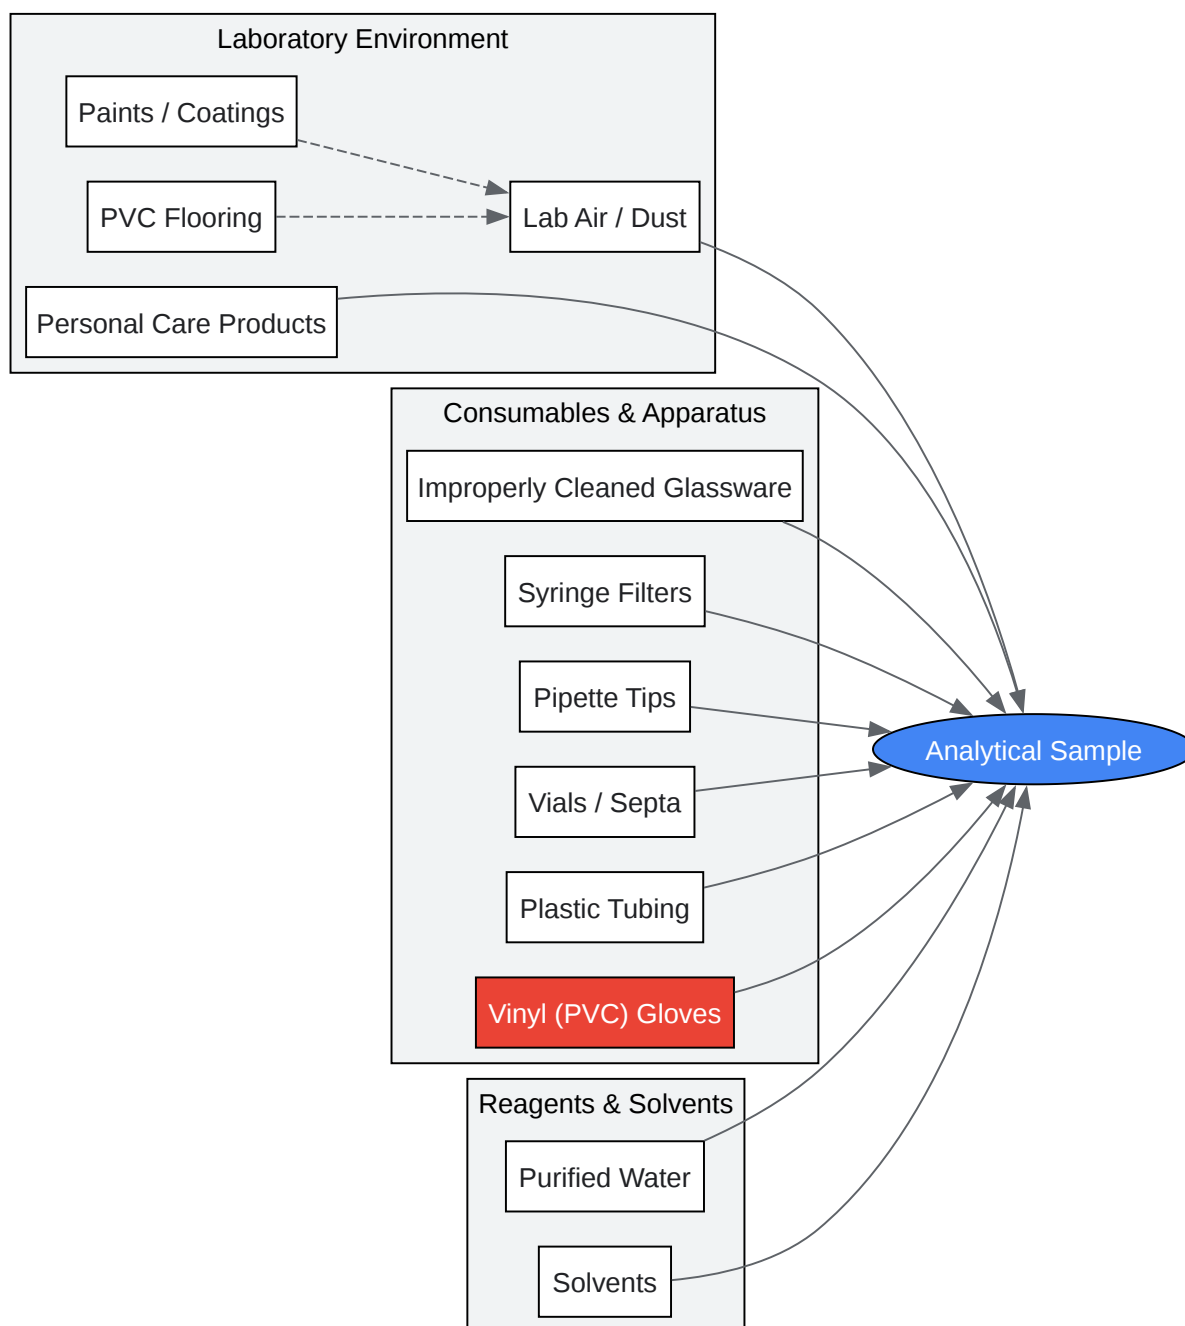 Laboratory Environment
Paints / Coatings
PVC Flooring
Lab Air / Dust
Personal Care Products
Consumables & Apparatus
Improperly Cleaned Glassware
Syringe Filters
Pipette Tips
Analytical Sample
Vials / Septa
Plastic Tubing
Vinyl (PVC) Gloves
Reagents & Solvents
Purified Water
Solvents